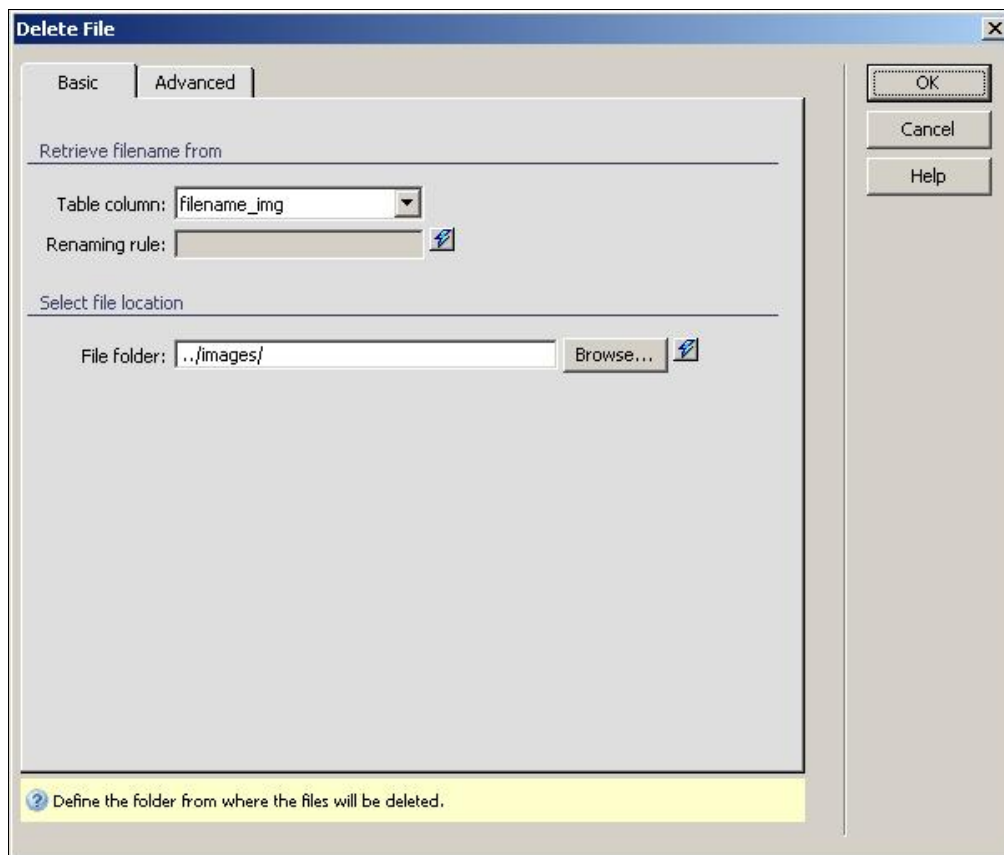 Delete File
Basic Advanced
OK
Cancel
Help
Retrieve filename from
Table column: filename_img
Renaming rule:
Select file location
File folder: ../images/ Browse...
Define the folder from where the files will be deleted.